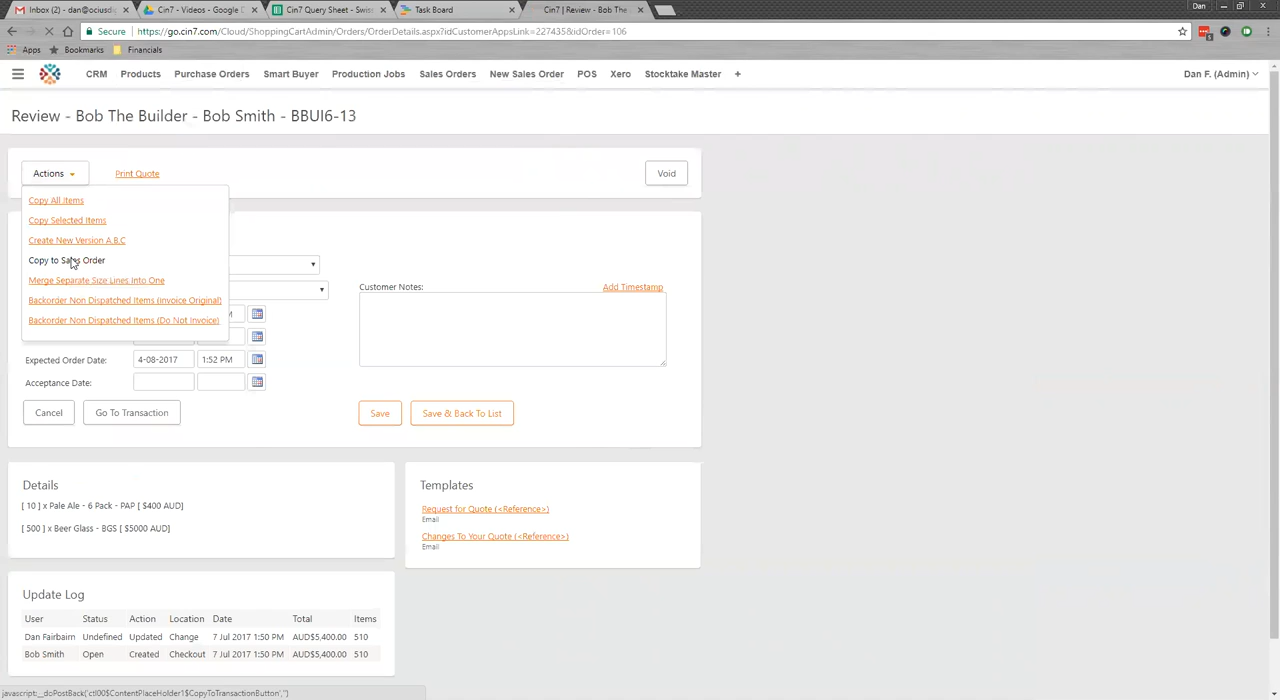 Inbox (2) - dan@ociusdig
Cin7 - Videos - Google D
Cin7 Query Sheet - Swiss
Task Board
Cin7 | Review - Bob The
Dan
Secure
https://go.cin7.com/Cloud/ShoppingCartAdmin/Orders/OrderDetails.aspx?idCustomerAppsLink=227435&idOrder=106
Apps
Bookmarks
Financials
CRM
Products
Purchase Orders
Smart Buyer
Production Jobs
Sales Orders
New Sales Order
POS
Xero
Stocktake Master
+
Dan F. (Admin)
Review - Bob The Builder - Bob Smith - BBUI6-13
Actions
Print Quote
Void
Copy All Items
Copy Selected Items
Create New Version A,B,C
Copy to Sales Order
Merge Separate Size Lines Into One
Backorder Non Dispatched Items (Invoice Original)
Backorder Non Dispatched Items (Do Not Invoice)
Customer Notes:
Add Timestamp
M
Expected Order Date:
4-08-2017
1:52 PM
Acceptance Date:
Cancel
Go To Transaction
Save
Save & Back To List
Details
[ 10 ] x Pale Ale - 6 Pack - PAP [ $400 AUD]
[ 500 ] x Beer Glass - BGS [ $5000 AUD]
Templates
Request for Quote (<Reference>)
Email
Changes To Your Quote (<Reference>)
Email
Update Log
User Status Action Location Date Total Items
Dan Fairbairn Undefined Updated Change 7 Jul 2017 1:50 PM AUD$5,400.00 510
Bob Smith Open Created Checkout 7 Jul 2017 1:50 PM AUD$5,400.00 510
javascript:__doPostBack('ctl00$ContentPlaceHolder1$CopyToTransactionButton','')